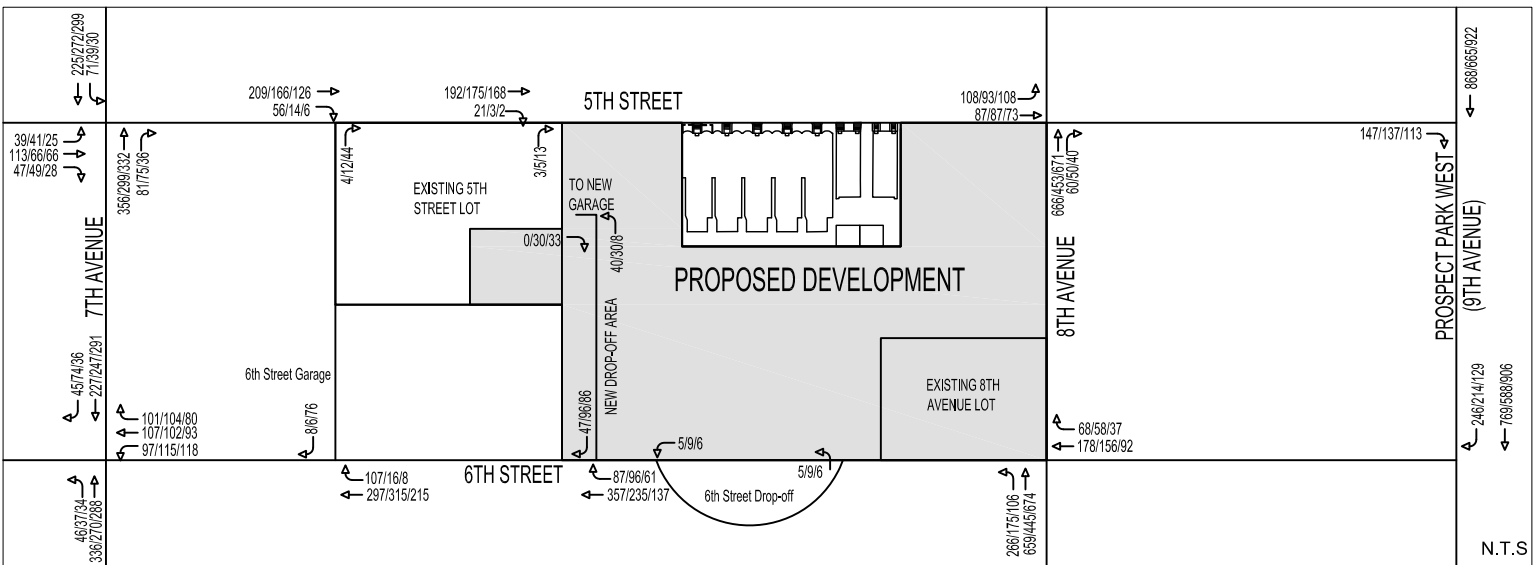 225/272/299
71/39/30
209/166/126
56/14/6
192/175/168
21/3/2
5TH STREET
108/93/108
87/87/73
868/665/922
39/41/25
113/66/66
47/49/28
356/299/332
81/75/36
4/12/44
3/5/13
EXISTING 5TH
STREET LOT
TO NEW
GARAGE
0/30/33
40/30/8
666/453/671
60/50/40
147/137/113
7TH AVENUE
PROPOSED DEVELOPMENT
8TH AVENUE
PROSPECT PARK WEST
(9TH AVENUE)
NEW DROP-OFF AREA
45/74/36
227/247/291
6th Street Garage
EXISTING 8TH
AVENUE LOT
246/214/129
769/588/906
101/104/80
107/102/93
97/115/118
8/6/76
47/96/86
5/9/6
5/9/6
68/58/37
178/156/92
6TH STREET
107/16/8
297/315/215
87/96/61
357/235/137
6th Street Drop-off
46/37/34
336/270/288
266/175/106
659/445/674
N.T.S